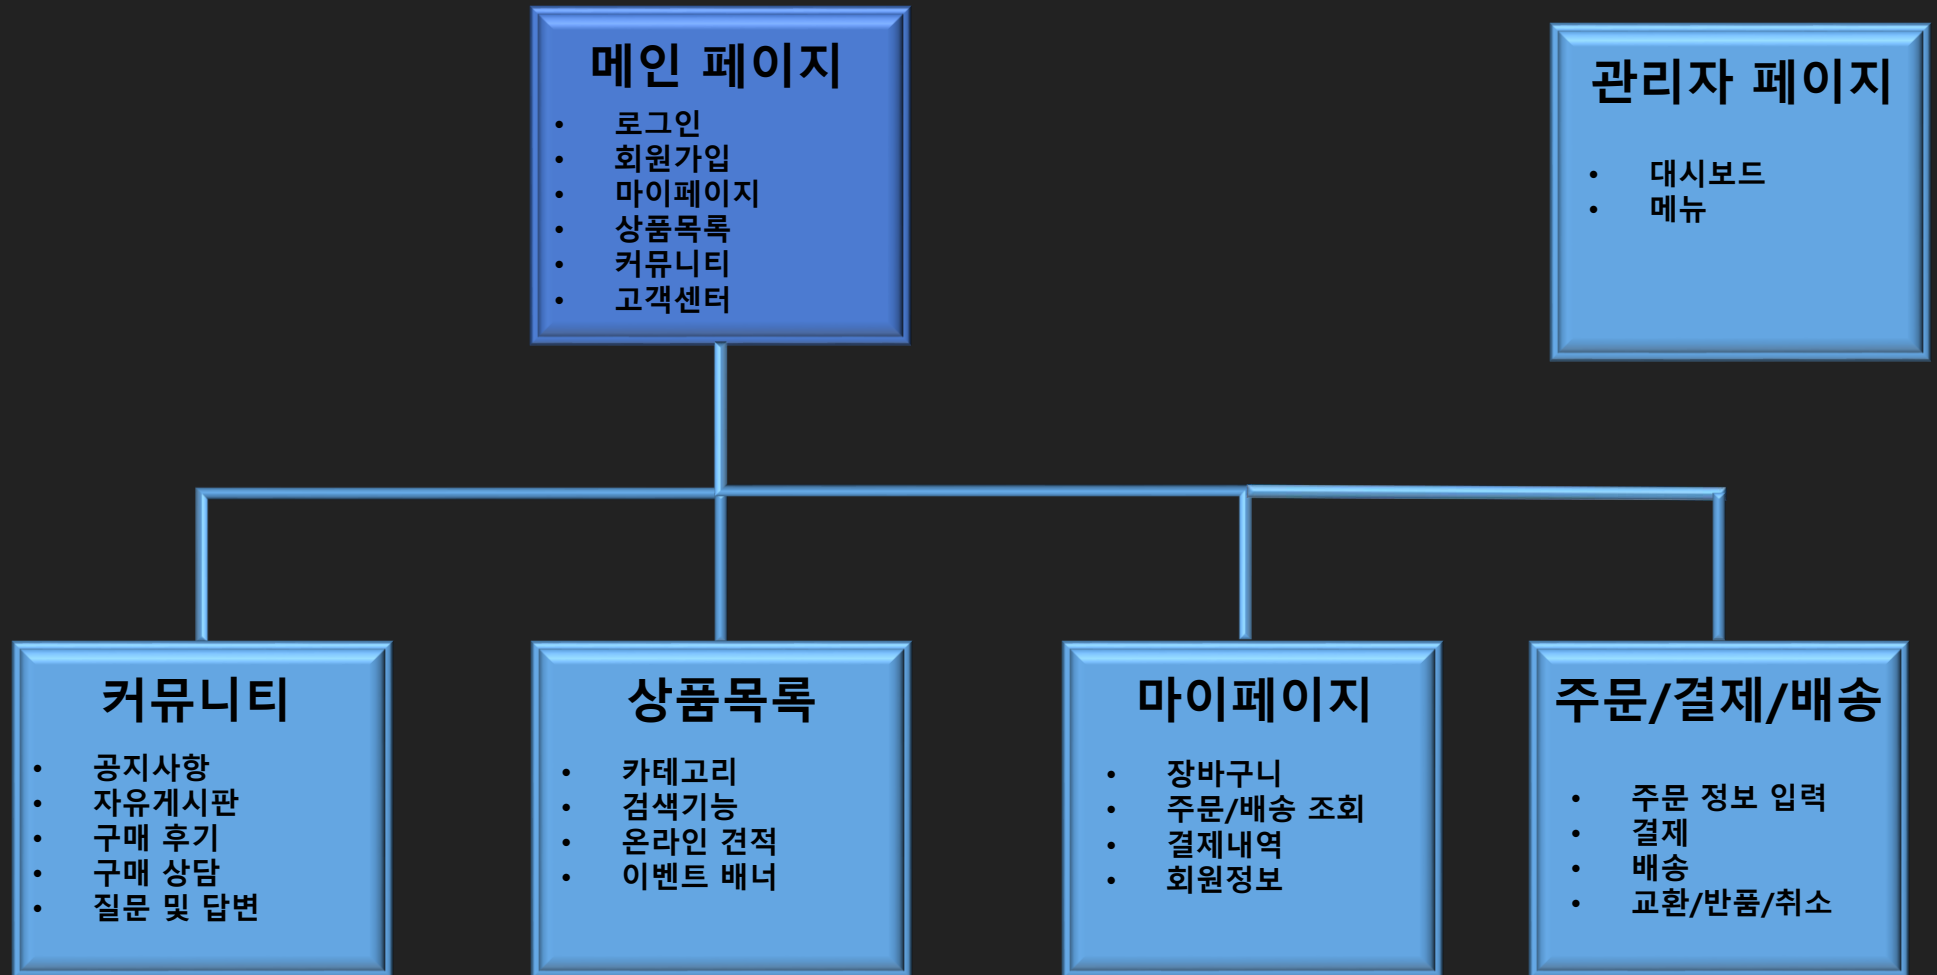 메인 페이지
• 로그인
• 회원가입
• 마이페이지
• 상품목록
• 커뮤니티
• 고객센터
관리자 페이지
• 대시보드
• 메뉴
커뮤니티
• 공지사항
• 자유게시판
• 구매 후기
• 구매 상담
• 질문 및 답변
상품목록
• 카테고리
• 검색기능
• 온라인 견적
• 이벤트 배너
마이페이지
• 장바구니
• 주문/배송 조회
• 결제내역
• 회원정보
주문/결제/배송
• 주문 정보 입력
• 결제
• 배송
• 교환/반품/취소